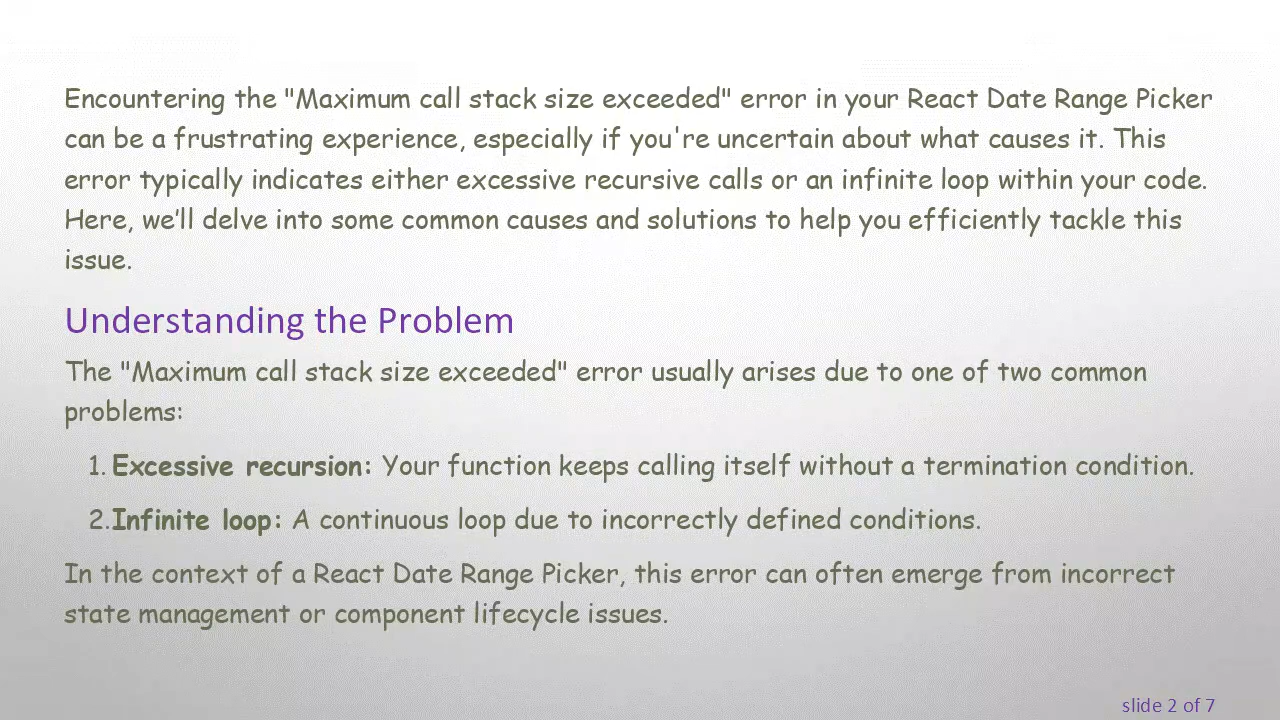 Encountering the "Maximum call stack size exceeded" error in your React Date Range Picker
can be a frustrating experience, especially if you're uncertain about what causes it. This
error typically indicates either excessive recursive calls or an infinite loop within your code.
Here, we’ll delve into some common causes and solutions to help you efficiently tackle this
issue.
Understanding the Problem
The "Maximum call stack size exceeded" error usually arises due to one of two common
problems:
1. Excessive recursion: Your function keeps calling itself without a termination condition.
2. Infinite loop: A continuous loop due to incorrectly defined conditions.
In the context of a React Date Range Picker, this error can often emerge from incorrect
state management or component lifecycle issues.
slide 2 of 7